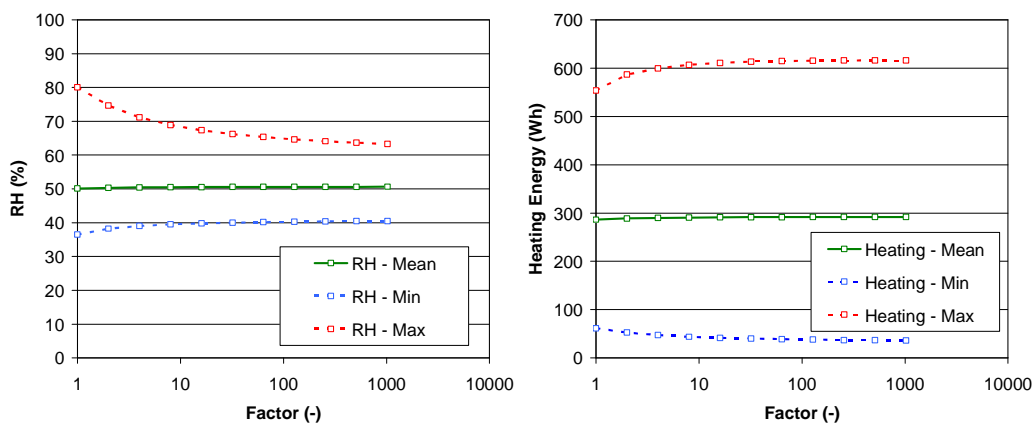 100
90
80
70
60
50
40
30
20
10
0
RH (%)
RH - Mean
RH - Min
RH - Max
1
10
100
1000
10000
Factor (-)
700
600
500
400
300
200
100
0
Heating Energy (Wh)
Heating - Mean
Heating - Min
Heating - Max
1
10
100
1000
10000
Factor (-)